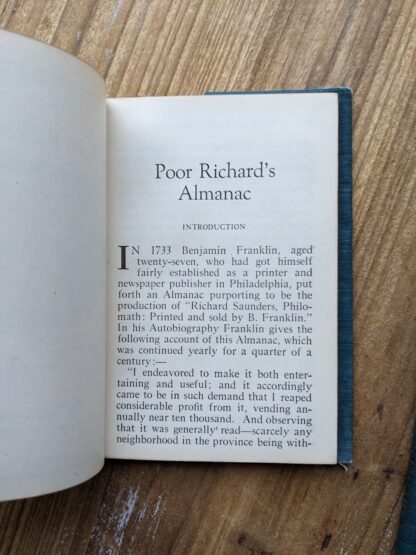 Poor Richard's
Almanac
INTRODUCTION
IN 1733 Benjamin Franklin, aged
twenty-seven, who had got himself
fairly established as a printer and
newspaper publisher in Philadelphia, put
forth an Almanac purporting to be the
production of “Richard Saunders, Philo-
math: Printed and sold by B. Franklin.”
In his Autobiography Franklin gives the
following account of this Almanac, which
was continued yearly for a quarter of a
century:—
“I endeavored to make it both enter-
taining and useful; and it accordingly
came to be in such demand that I reaped
considerable profit from it, vending an-
nually near ten thousand. And observing
that it was generally read—scarcely any
neighborhood in the province being with-